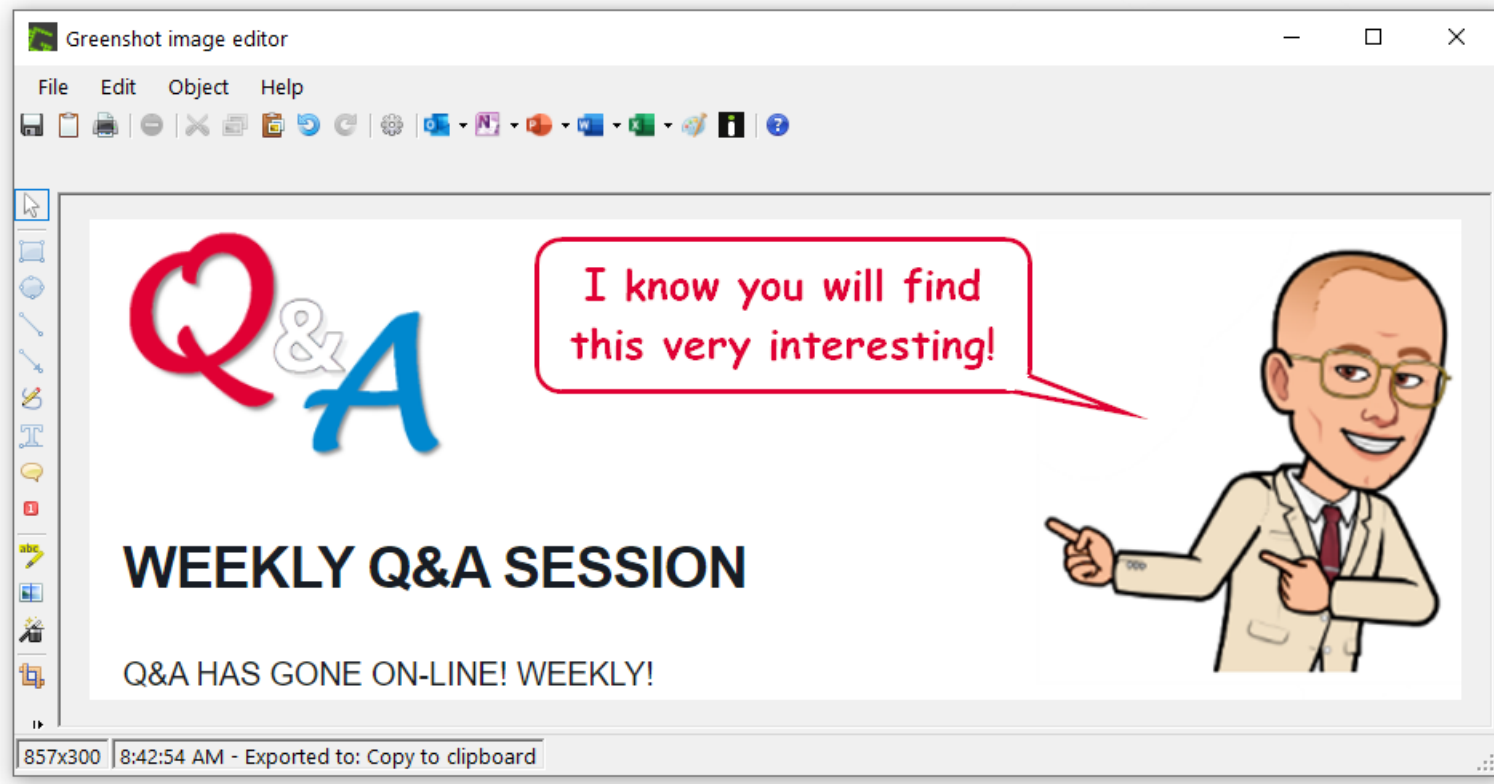 Greenshot image editor
File Edit Object Help
Q&A
I know you will find
this very interesting!
WEEKLY Q&A SESSION
Q&A HAS GONE ON-LINE! WEEKLY!
857x300 8:42:54 AM - Exported to: Copy to clipboard